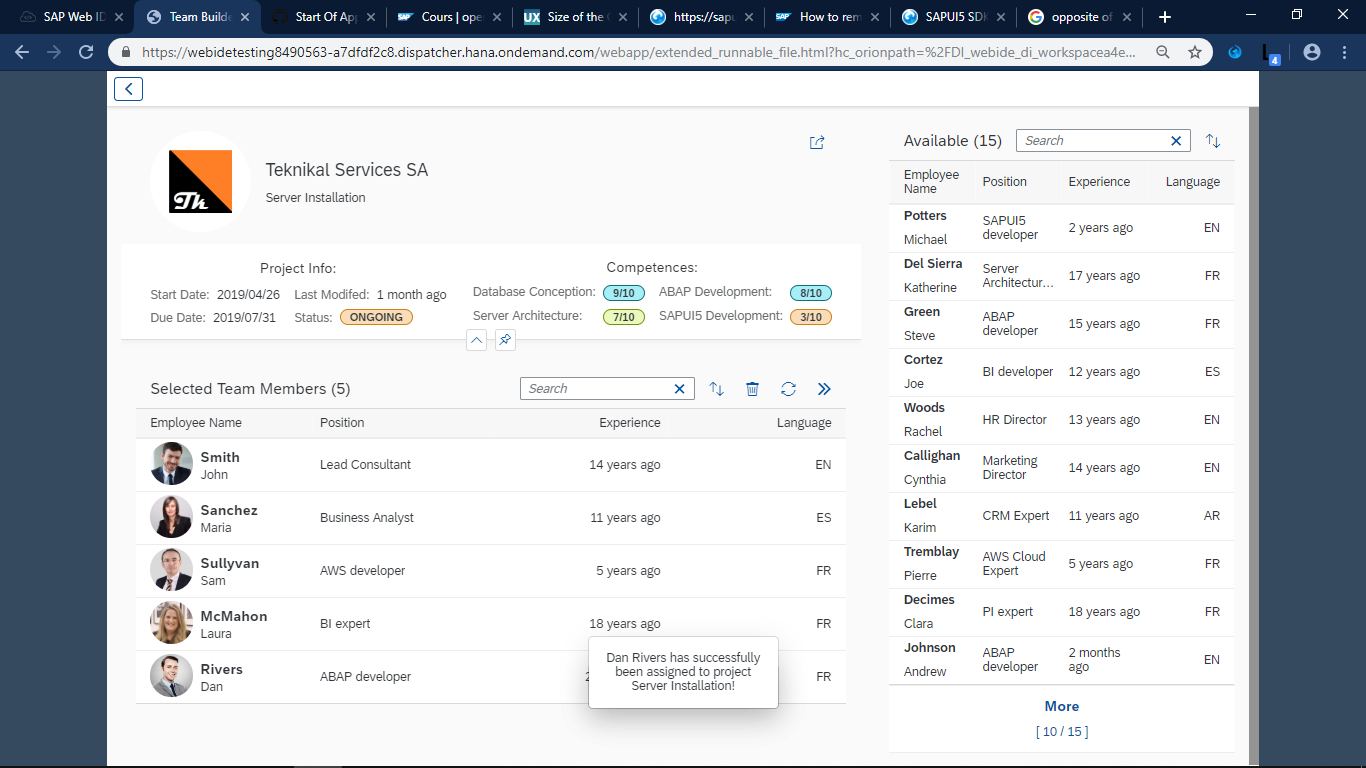 SAP Web ID
Team Builde
Start Of App
Cours | ope
UX Size of the
https://sapu
How to rem
SAPUI5 SDK
opposite of
https://webidetesting8490563-a7dfdf2c8.dispatcher.hana.ondemand.com/webapp/extended_runnable_file.html?hc_orionpath=%2FDI_webide_di_workspacea4e...
4
Th
Teknikal Services SA
Server Installation
Project Info:
Start Date: 2019/04/26 Last Modifed: 1 month ago
Due Date: 2019/07/31 Status: ONGOING
Competences:
Database Conception: 9/10 ABAP Development: 8/10
Server Architecture: 7/10 SAPUI5 Development: 3/10
Selected Team Members (5)
Search
Employee Name Position Experience Language
Smith
John
Lead Consultant 14 years ago EN
Sanchez
Maria
Business Analyst 11 years ago ES
Sullyvan
Sam
AWS developer 5 years ago FR
McMahon
Laura
BI expert 18 years ago FR
Rivers
Dan
ABAP developer 2 FR
Dan Rivers has successfully
been assigned to project
Server Installation!
Available (15)
Search
Employee
Name
Position Experience Language
Potters
Michael
SAPUI5
developer
2 years ago EN
Del Sierra
Katherine
Server
Architectur...
17 years ago FR
Green
Steve
ABAP
developer
15 years ago FR
Cortez
Joe
BI developer 12 years ago ES
Woods
Rachel
HR Director 13 years ago EN
Callighan
Cynthia
Marketing
Director
14 years ago EN
Lebel
Karim
CRM Expert 11 years ago AR
Tremblay
Pierre
AWS Cloud
Expert
5 years ago FR
Decimes
Clara
PI expert 18 years ago FR
Johnson
Andrew
ABAP
developer
2 months
ago
EN
More
[ 10 / 15 ]